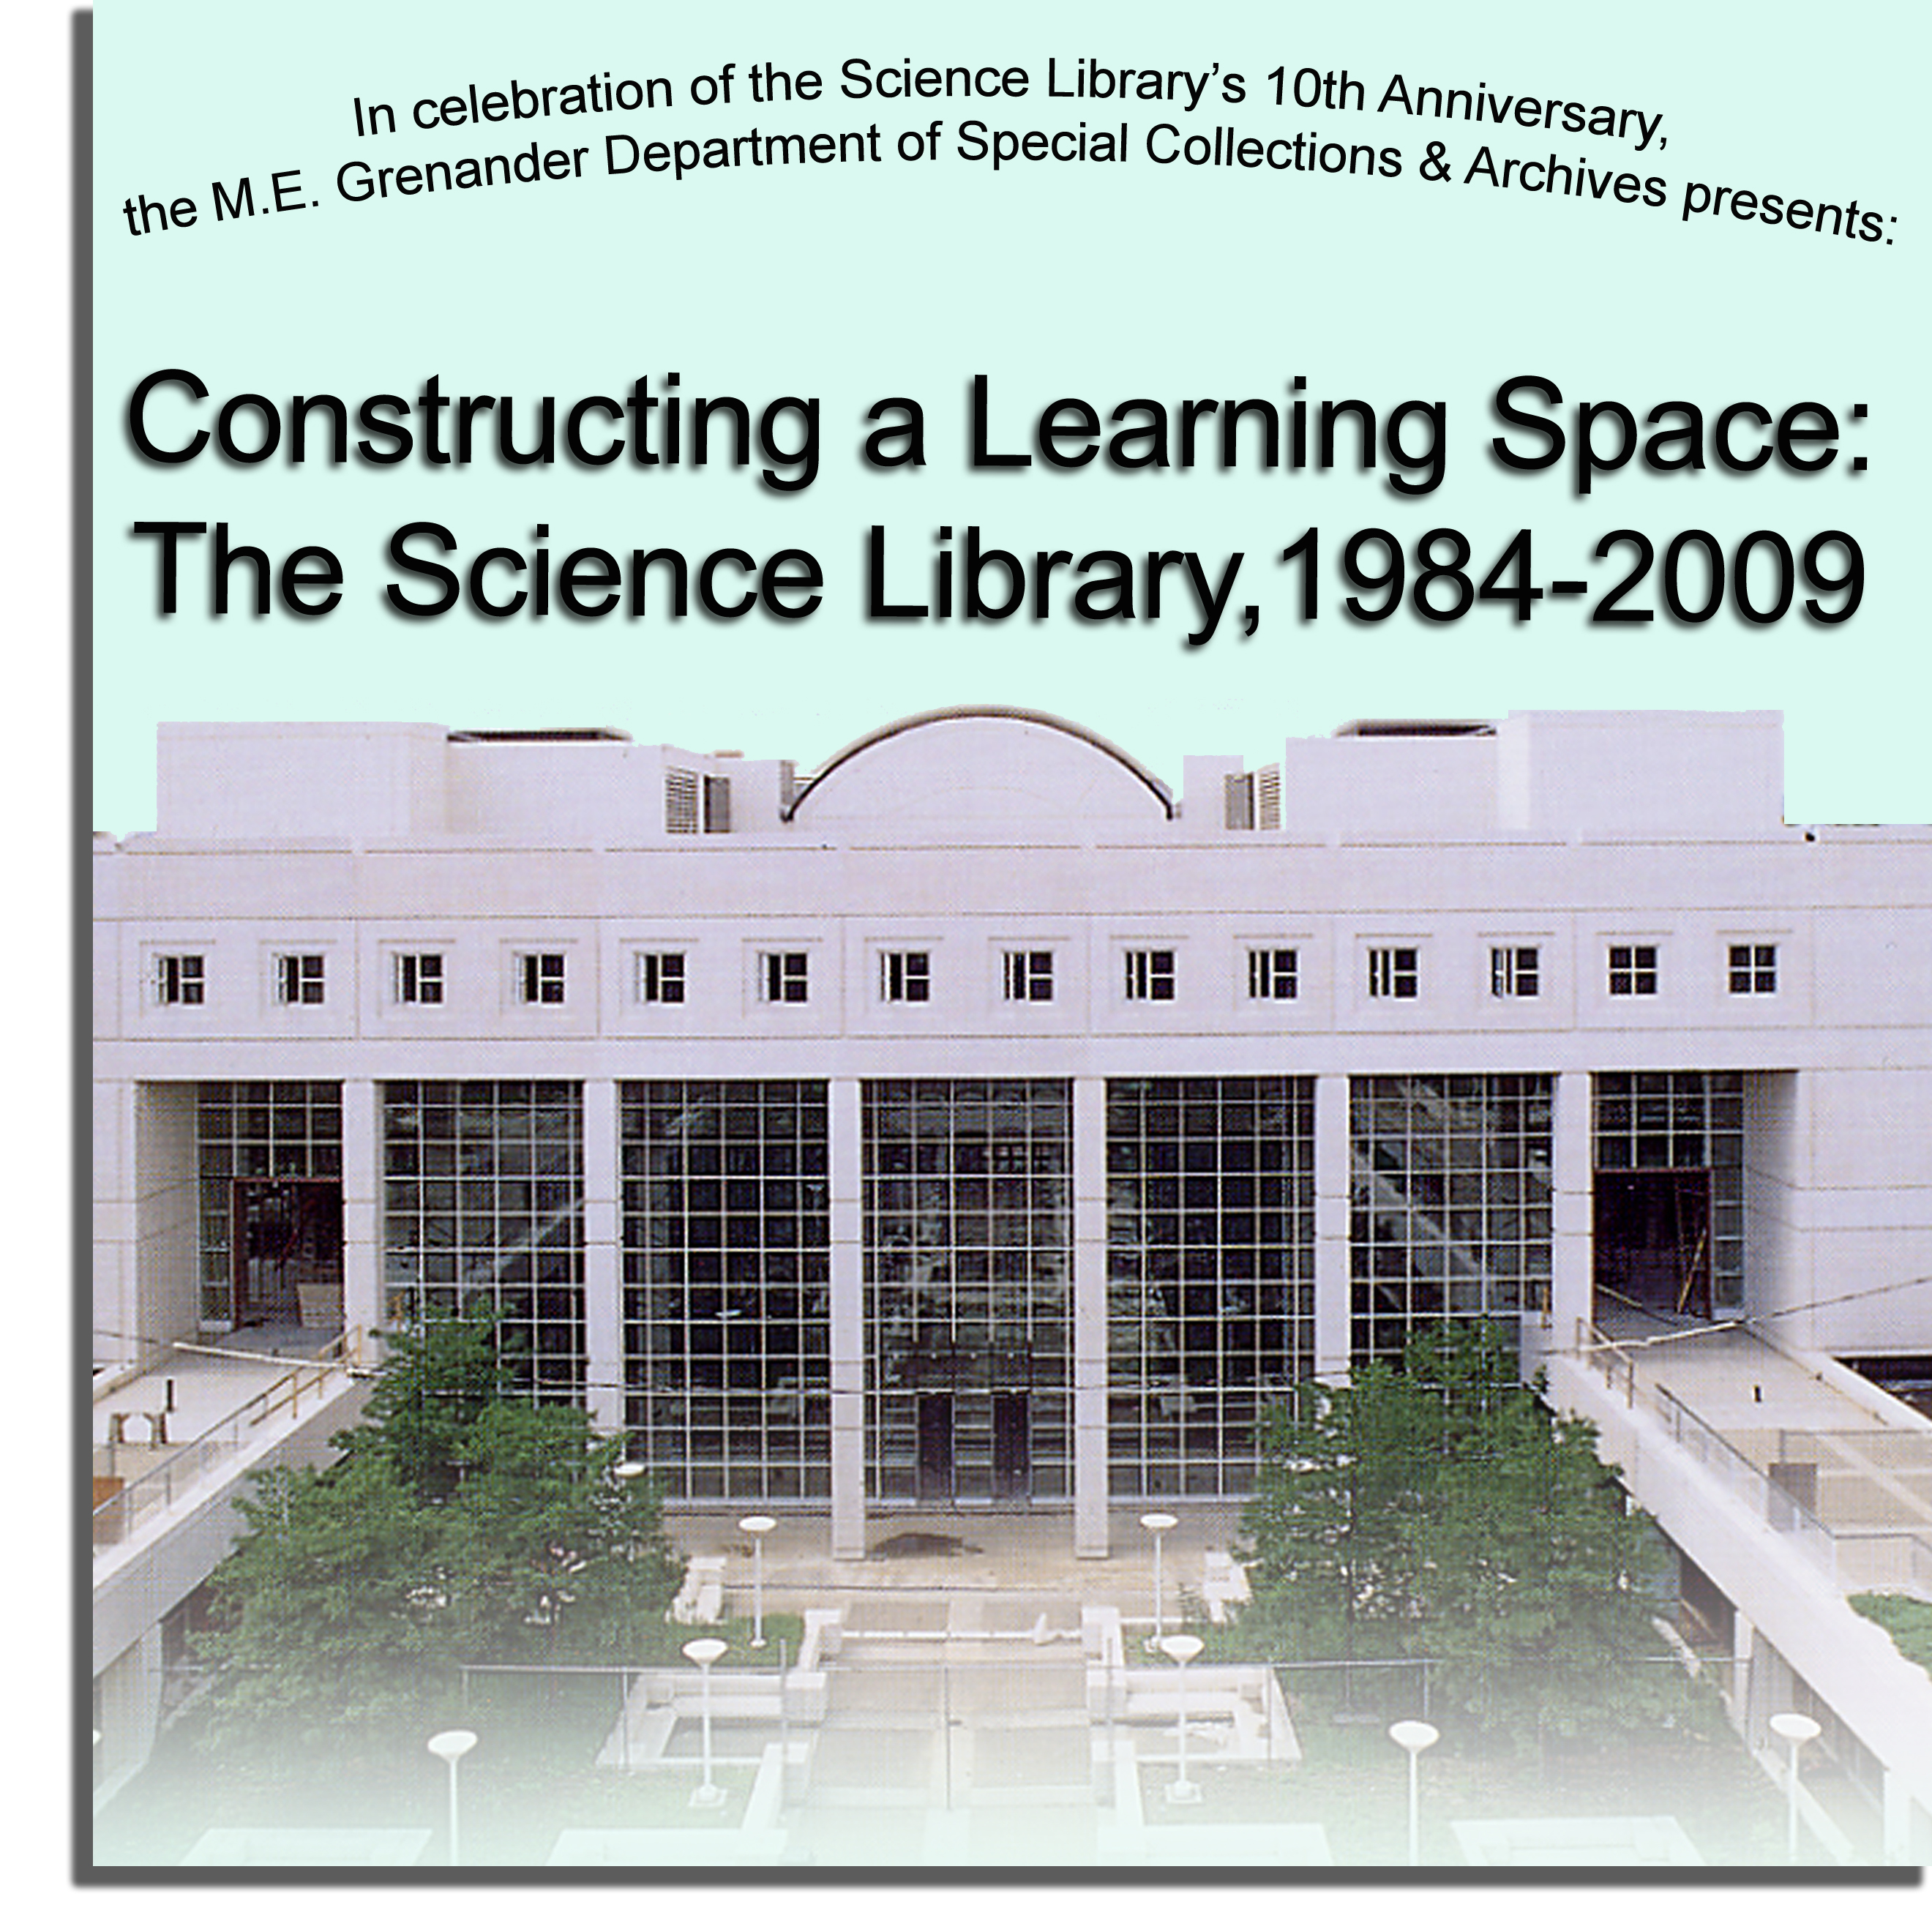 In celebration of the Science Library’s 10th Anniversary,
the M.E. Grenander Department of Special Collections & Archives presents:
Constructing a Learning Space:
The Science Library,1984-2009